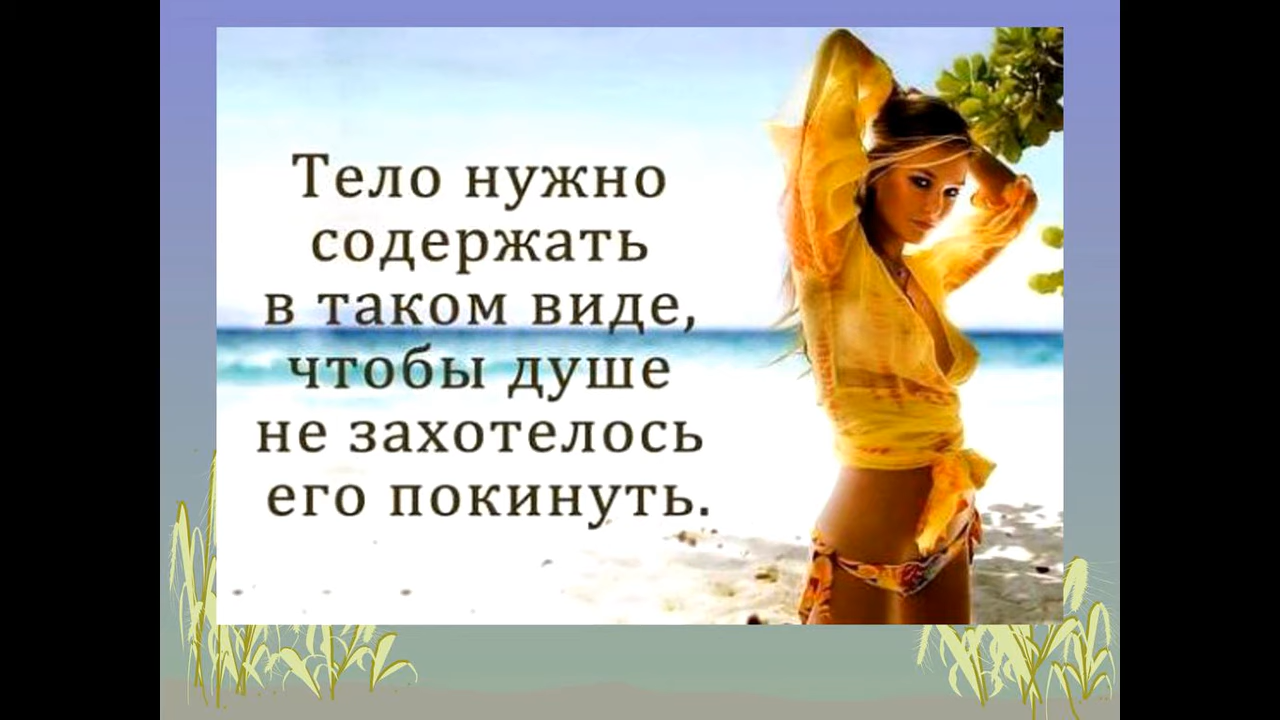 Тело нужно
содержать
в таком виде,
чтобы душе
не захотелось
его покинуть.